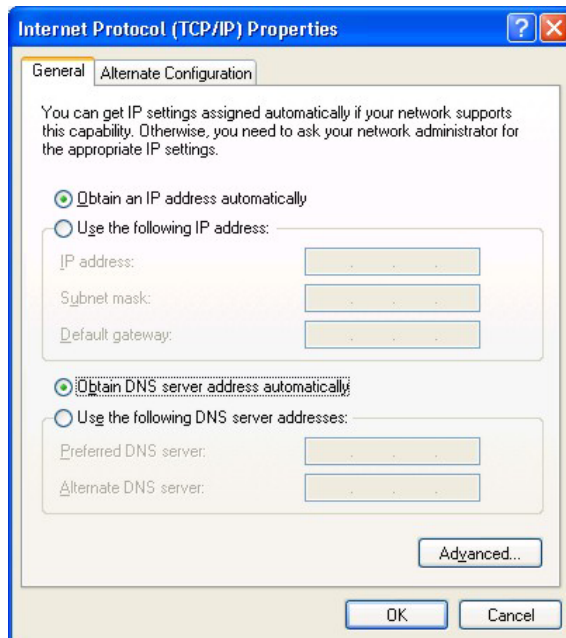 Internet Protocol (TCP/IP) Properties
General
Alternate Configuration
You can get IP settings assigned automatically if your network supports
this capability. Otherwise, you need to ask your network administrator for
the appropriate IP settings.
Obtain an IP address automatically
Use the following IP address:
IP address:
Subnet mask:
Default gateway:
Obtain DNS server address automatically
Use the following DNS server addresses:
Preferred DNS server:
Alternate DNS server:
Advanced...
OK
Cancel